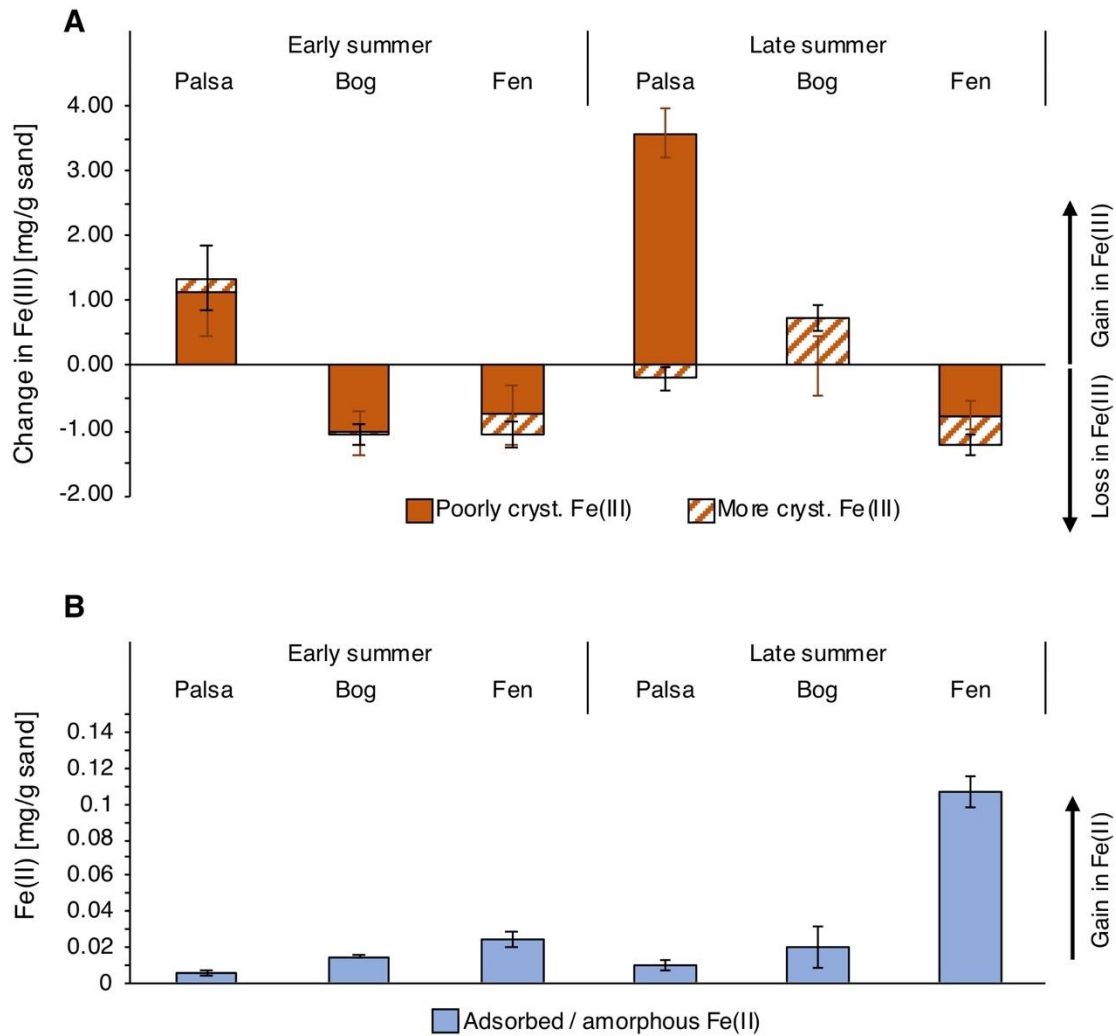 A
Early summer
Late summer
Palsa
Bog
Fen
Palsa
Bog
Fen
Change in Fe(III) [mg/g sand]
4.00
3.00
2.00
1.00
0.00
-1.00
-2.00
Gain in Fe(III)
Loss in Fe(III)
Poorly cryst. Fe(III)
More cryst. Fe(III)
B
Early summer
Late summer
Palsa
Bog
Fen
Palsa
Bog
Fen
Fe(II) [mg/g sand]
0.14
0.12
0.1
0.08
0.06
0.04
0.02
0
Gain in Fe(II)
Adsorbed / amorphous Fe(II)